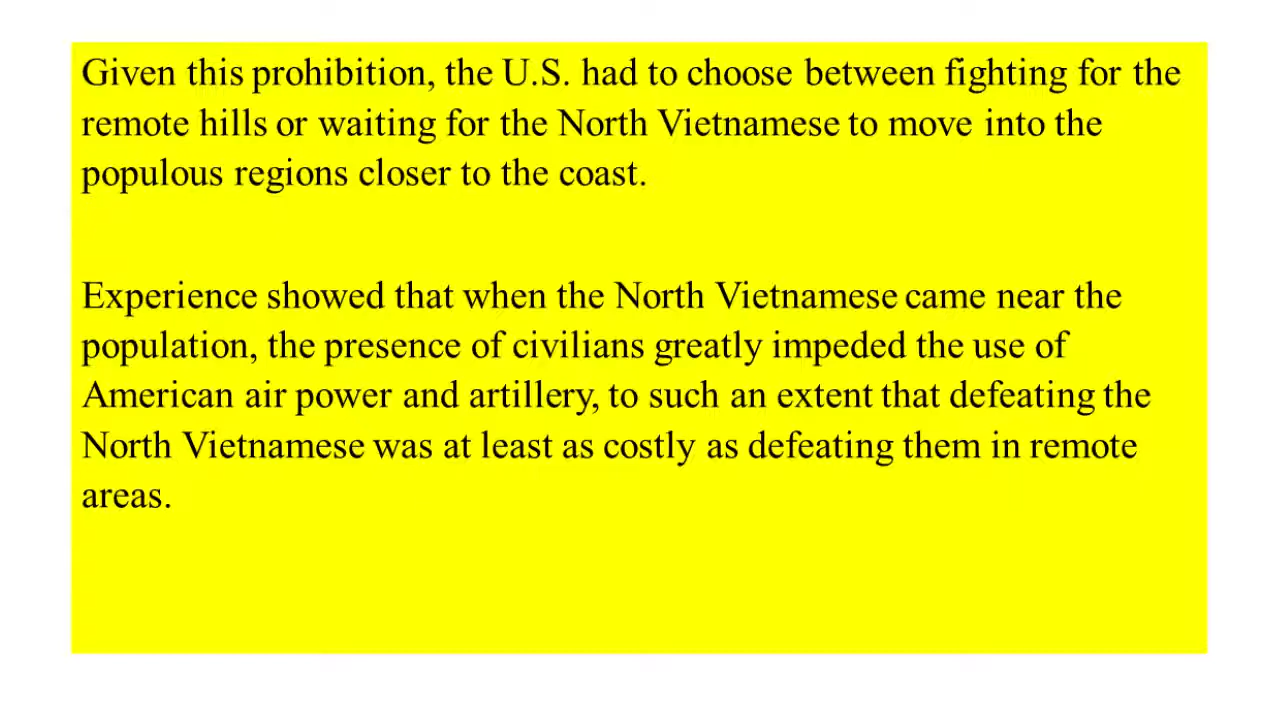 Given this prohibition, the U.S. had to choose between fighting for the
remote hills or waiting for the North Vietnamese to move into the
populous regions closer to the coast.
Experience showed that when the North Vietnamese came near the
population, the presence of civilians greatly impeded the use of
American air power and artillery, to such an extent that defeating the
North Vietnamese was at least as costly as defeating them in remote
areas.